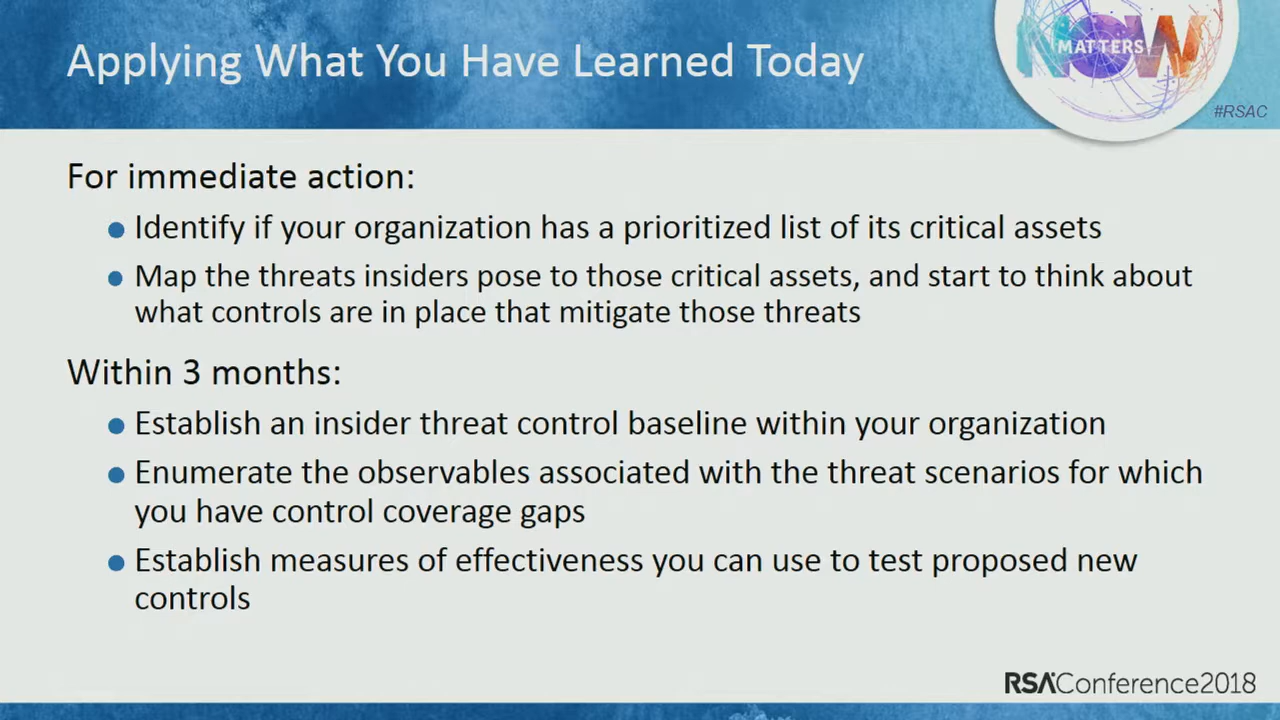 Applying What You Have Learned Today
NOW
MATTERS
#RSAC
For immediate action:
Identify if your organization has a prioritized list of its critical assets
Map the threats insiders pose to those critical assets, and start to think about
what controls are in place that mitigate those threats
Within 3 months:
Establish an insider threat control baseline within your organization
Enumerate the observables associated with the threat scenarios for which
you have control coverage gaps
Establish measures of effectiveness you can use to test proposed new
controls
RSAConference2018